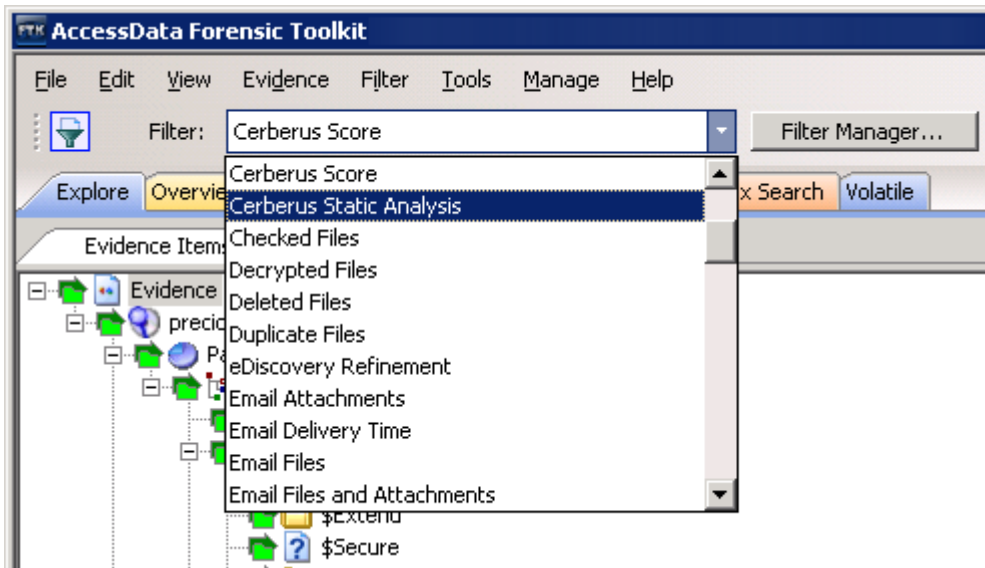 FTK AccessData Forensic Toolkit
File Edit View Evidence Filter Tools Manage Help
Filter: Cerberus Score Filter Manager...
Cerberus Score
Explore Volatile
Search
Cerberus Static Analysis
Checked Files
Evidence
Decrypted Files
Evidence
Deleted Files
Duplicate Files
eDiscovery Refinement
Email Attachments
Email Delivery Time
Email Files
Email Files and Attachments
$Extend
$Secure